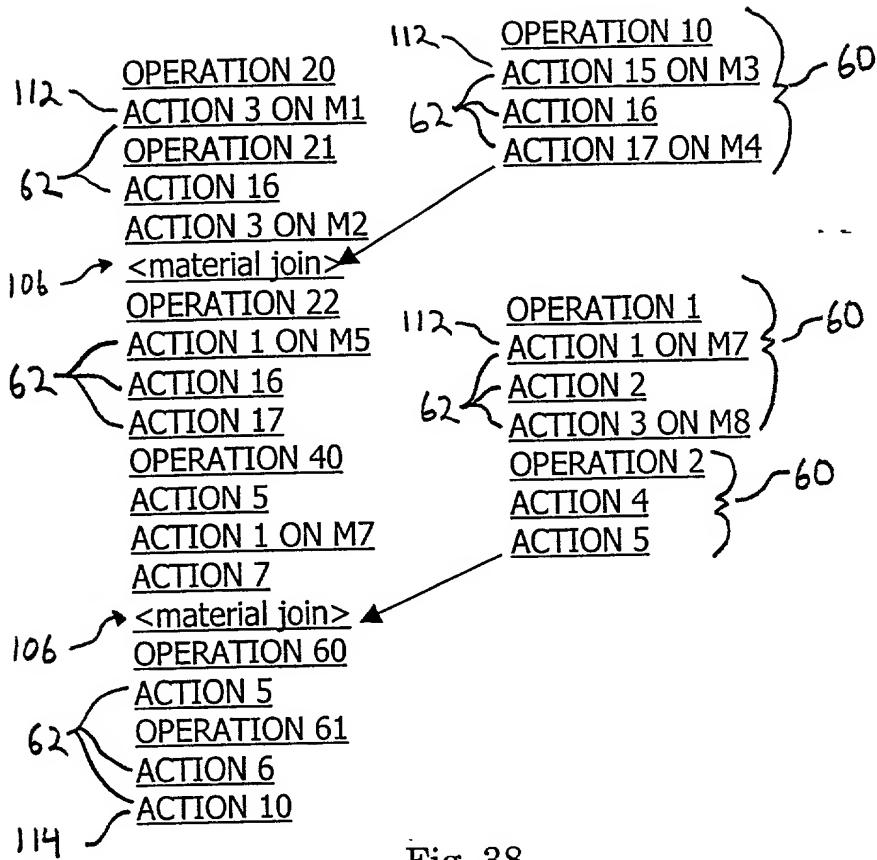 OPERATION 20
112
ACTION 3 ON M1
OPERATION 21
62
ACTION 16
ACTION 3 ON M2
106
<material join>
OPERATION 22
ACTION 1 ON M5
62
ACTION 16
ACTION 17
OPERATION 40
ACTION 5
ACTION 1 ON M7
ACTION 7
106
<material join>
OPERATION 60
ACTION 5
62
OPERATION 61
ACTION 6
ACTION 10
114
112
OPERATION 10
60
ACTION 15 ON M3
62
ACTION 16
ACTION 17 ON M4
112
OPERATION 1
60
ACTION 1 ON M7
62
ACTION 2
ACTION 3 ON M8
OPERATION 2
60
ACTION 4
ACTION 5
Fig. 38